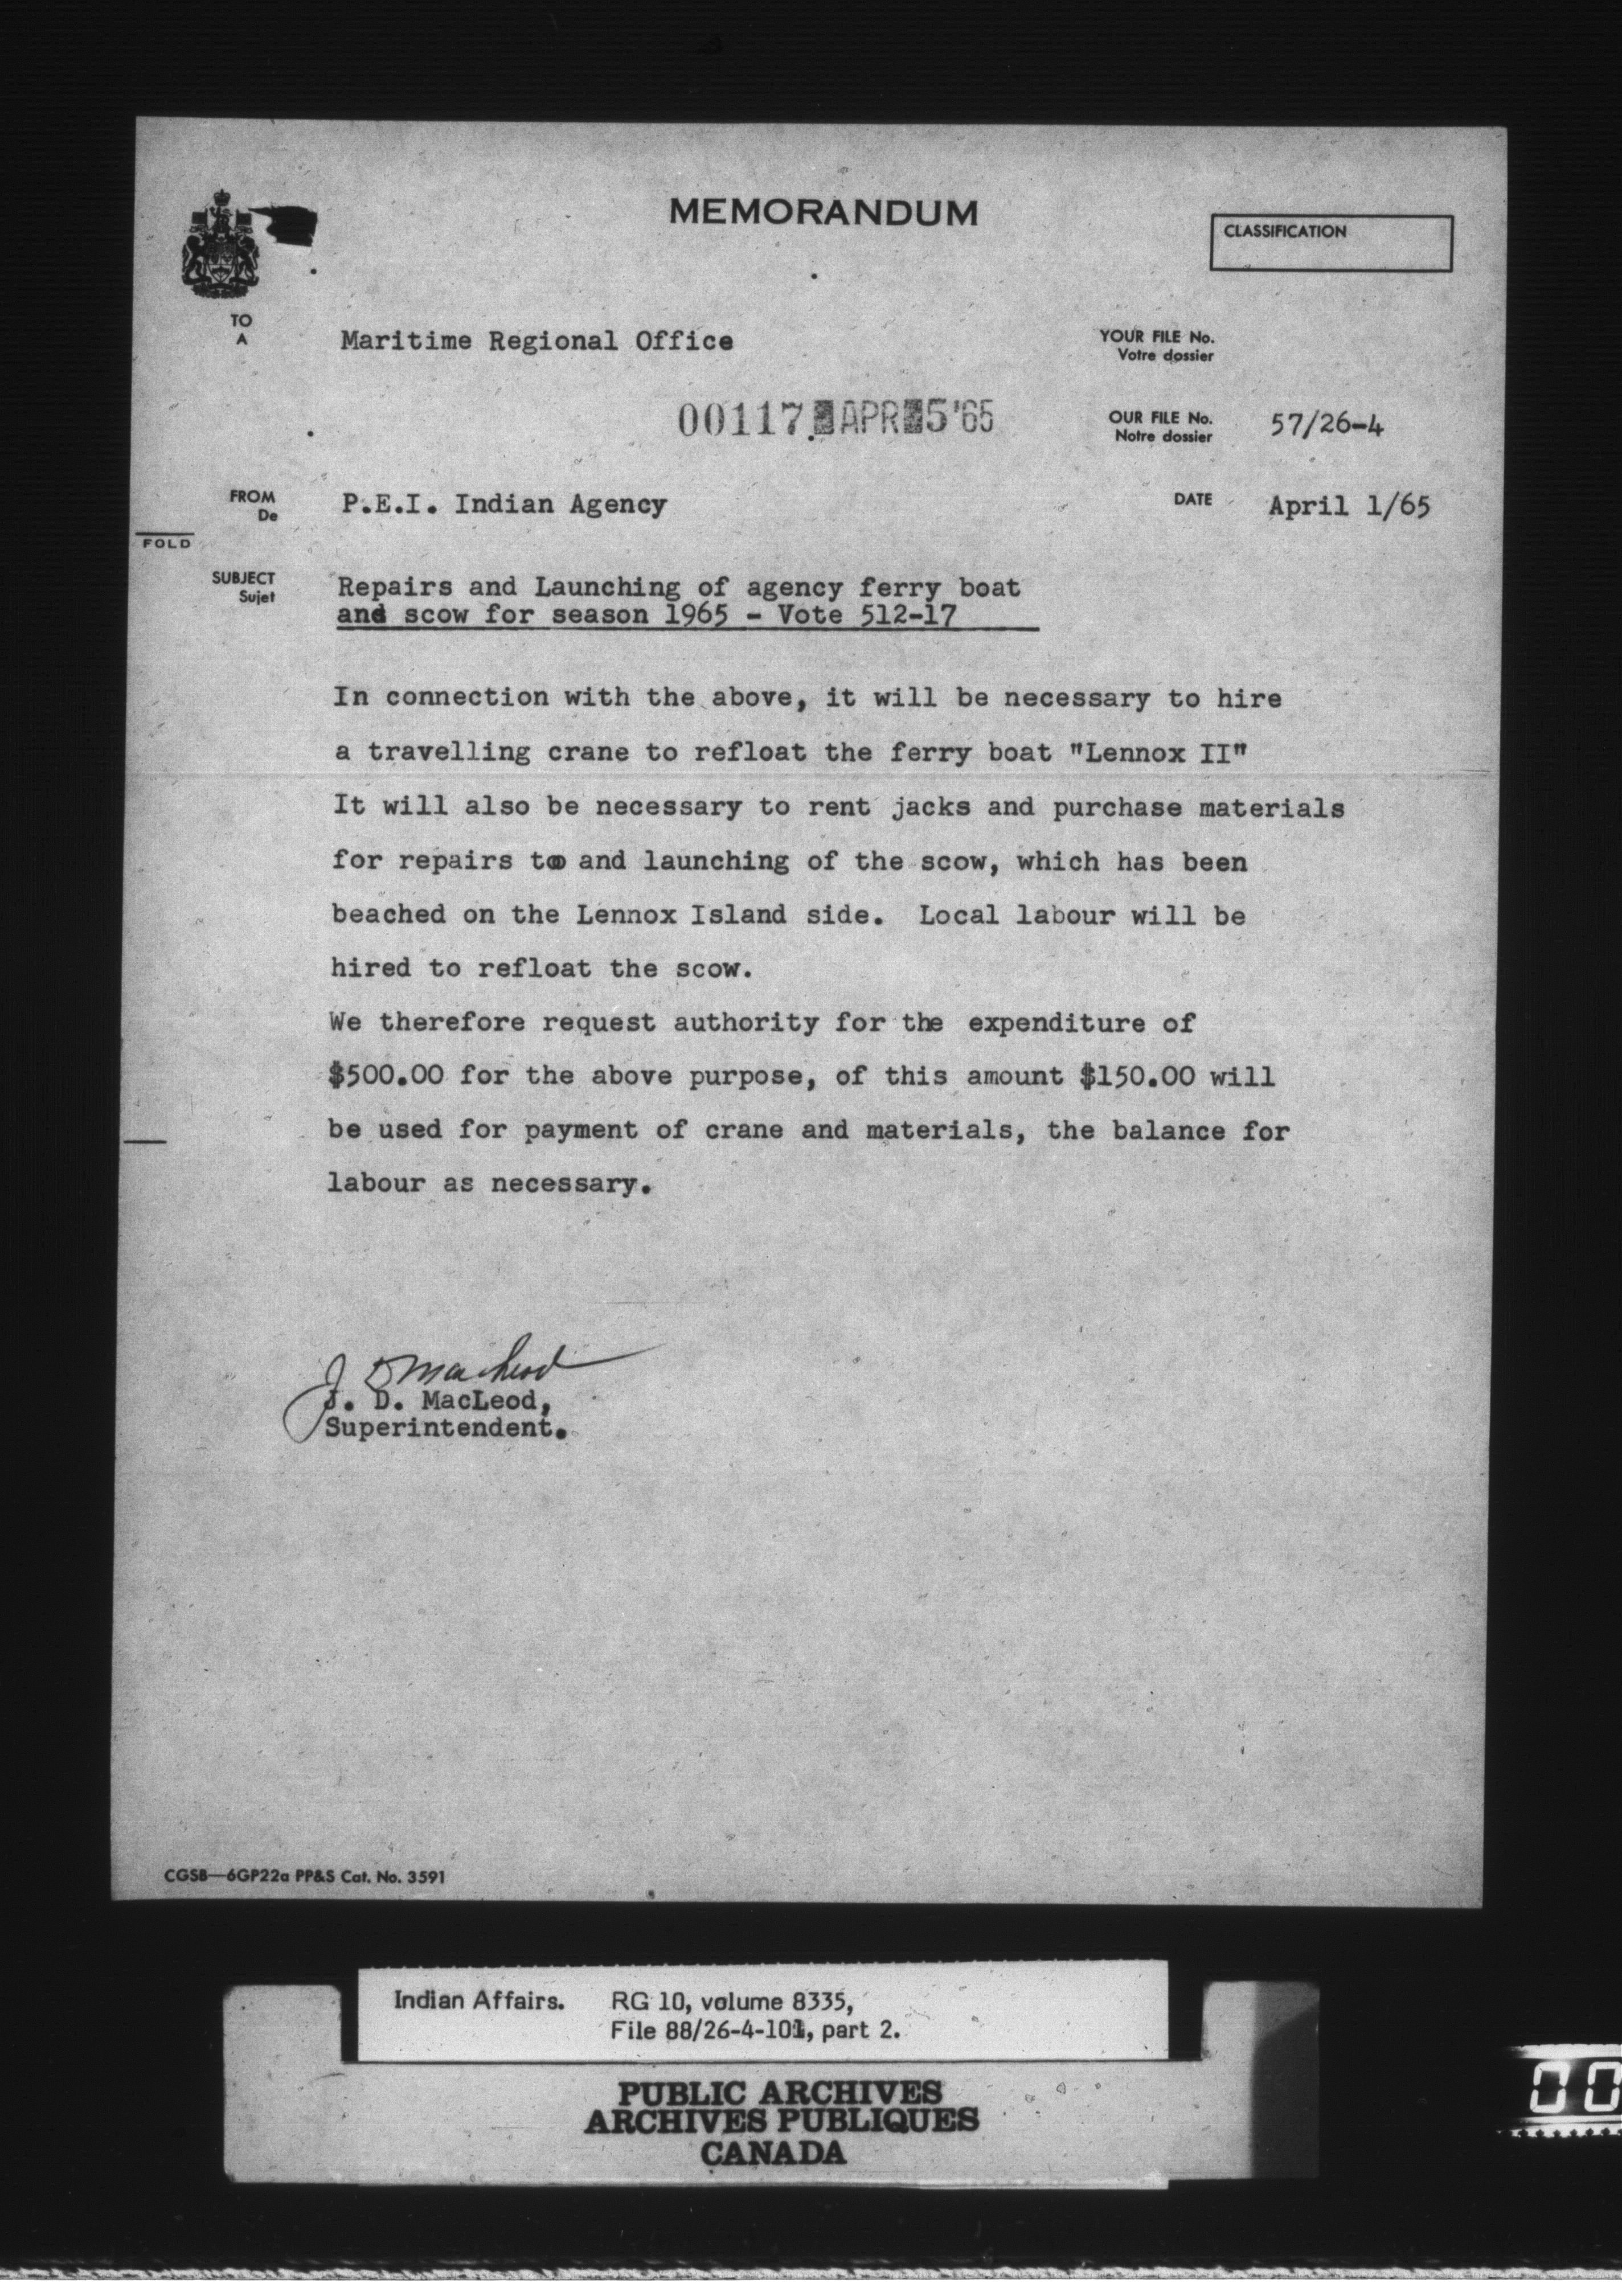 MEMORANDUM
CLASSIFICATION
TO
A
Maritime Regional Office
YOUR FILE No.
Votre dossier
00117 APR 5 '65
OUR FILE No.
Notre dossier
57/26-4
FROM
De
P.E.I. Indian Agency
DATE
April 1/65
FOLD
SUBJECT
Sujet
Repairs and Launching of agency ferry boat
and scow for season 1965 - Vote 512-17
In connection with the above, it will be necessary to hire
a travelling crane to refloat the ferry boat "Lennox II"
It will also be necessary to rent jacks and purchase materials
for repairs to and launching of the scow, which has been
beached on the Lennox Island side. Local labour will be
hired to refloat the scow.
We therefore request authority for the expenditure of
$500.00 for the above purpose, of this amount $150.00 will
be used for payment of crane and materials, the balance for
labour as necessary.
J D MacLeod
J. D. MacLeod,
Superintendent.
CGSB—6GP22a PP&S Cat. No. 3591
Indian Affairs. RG 10, volume 8335,
File 88/26-4-101, part 2.
PUBLIC ARCHIVES
ARCHIVES PUBLIQUES
CANADA
00